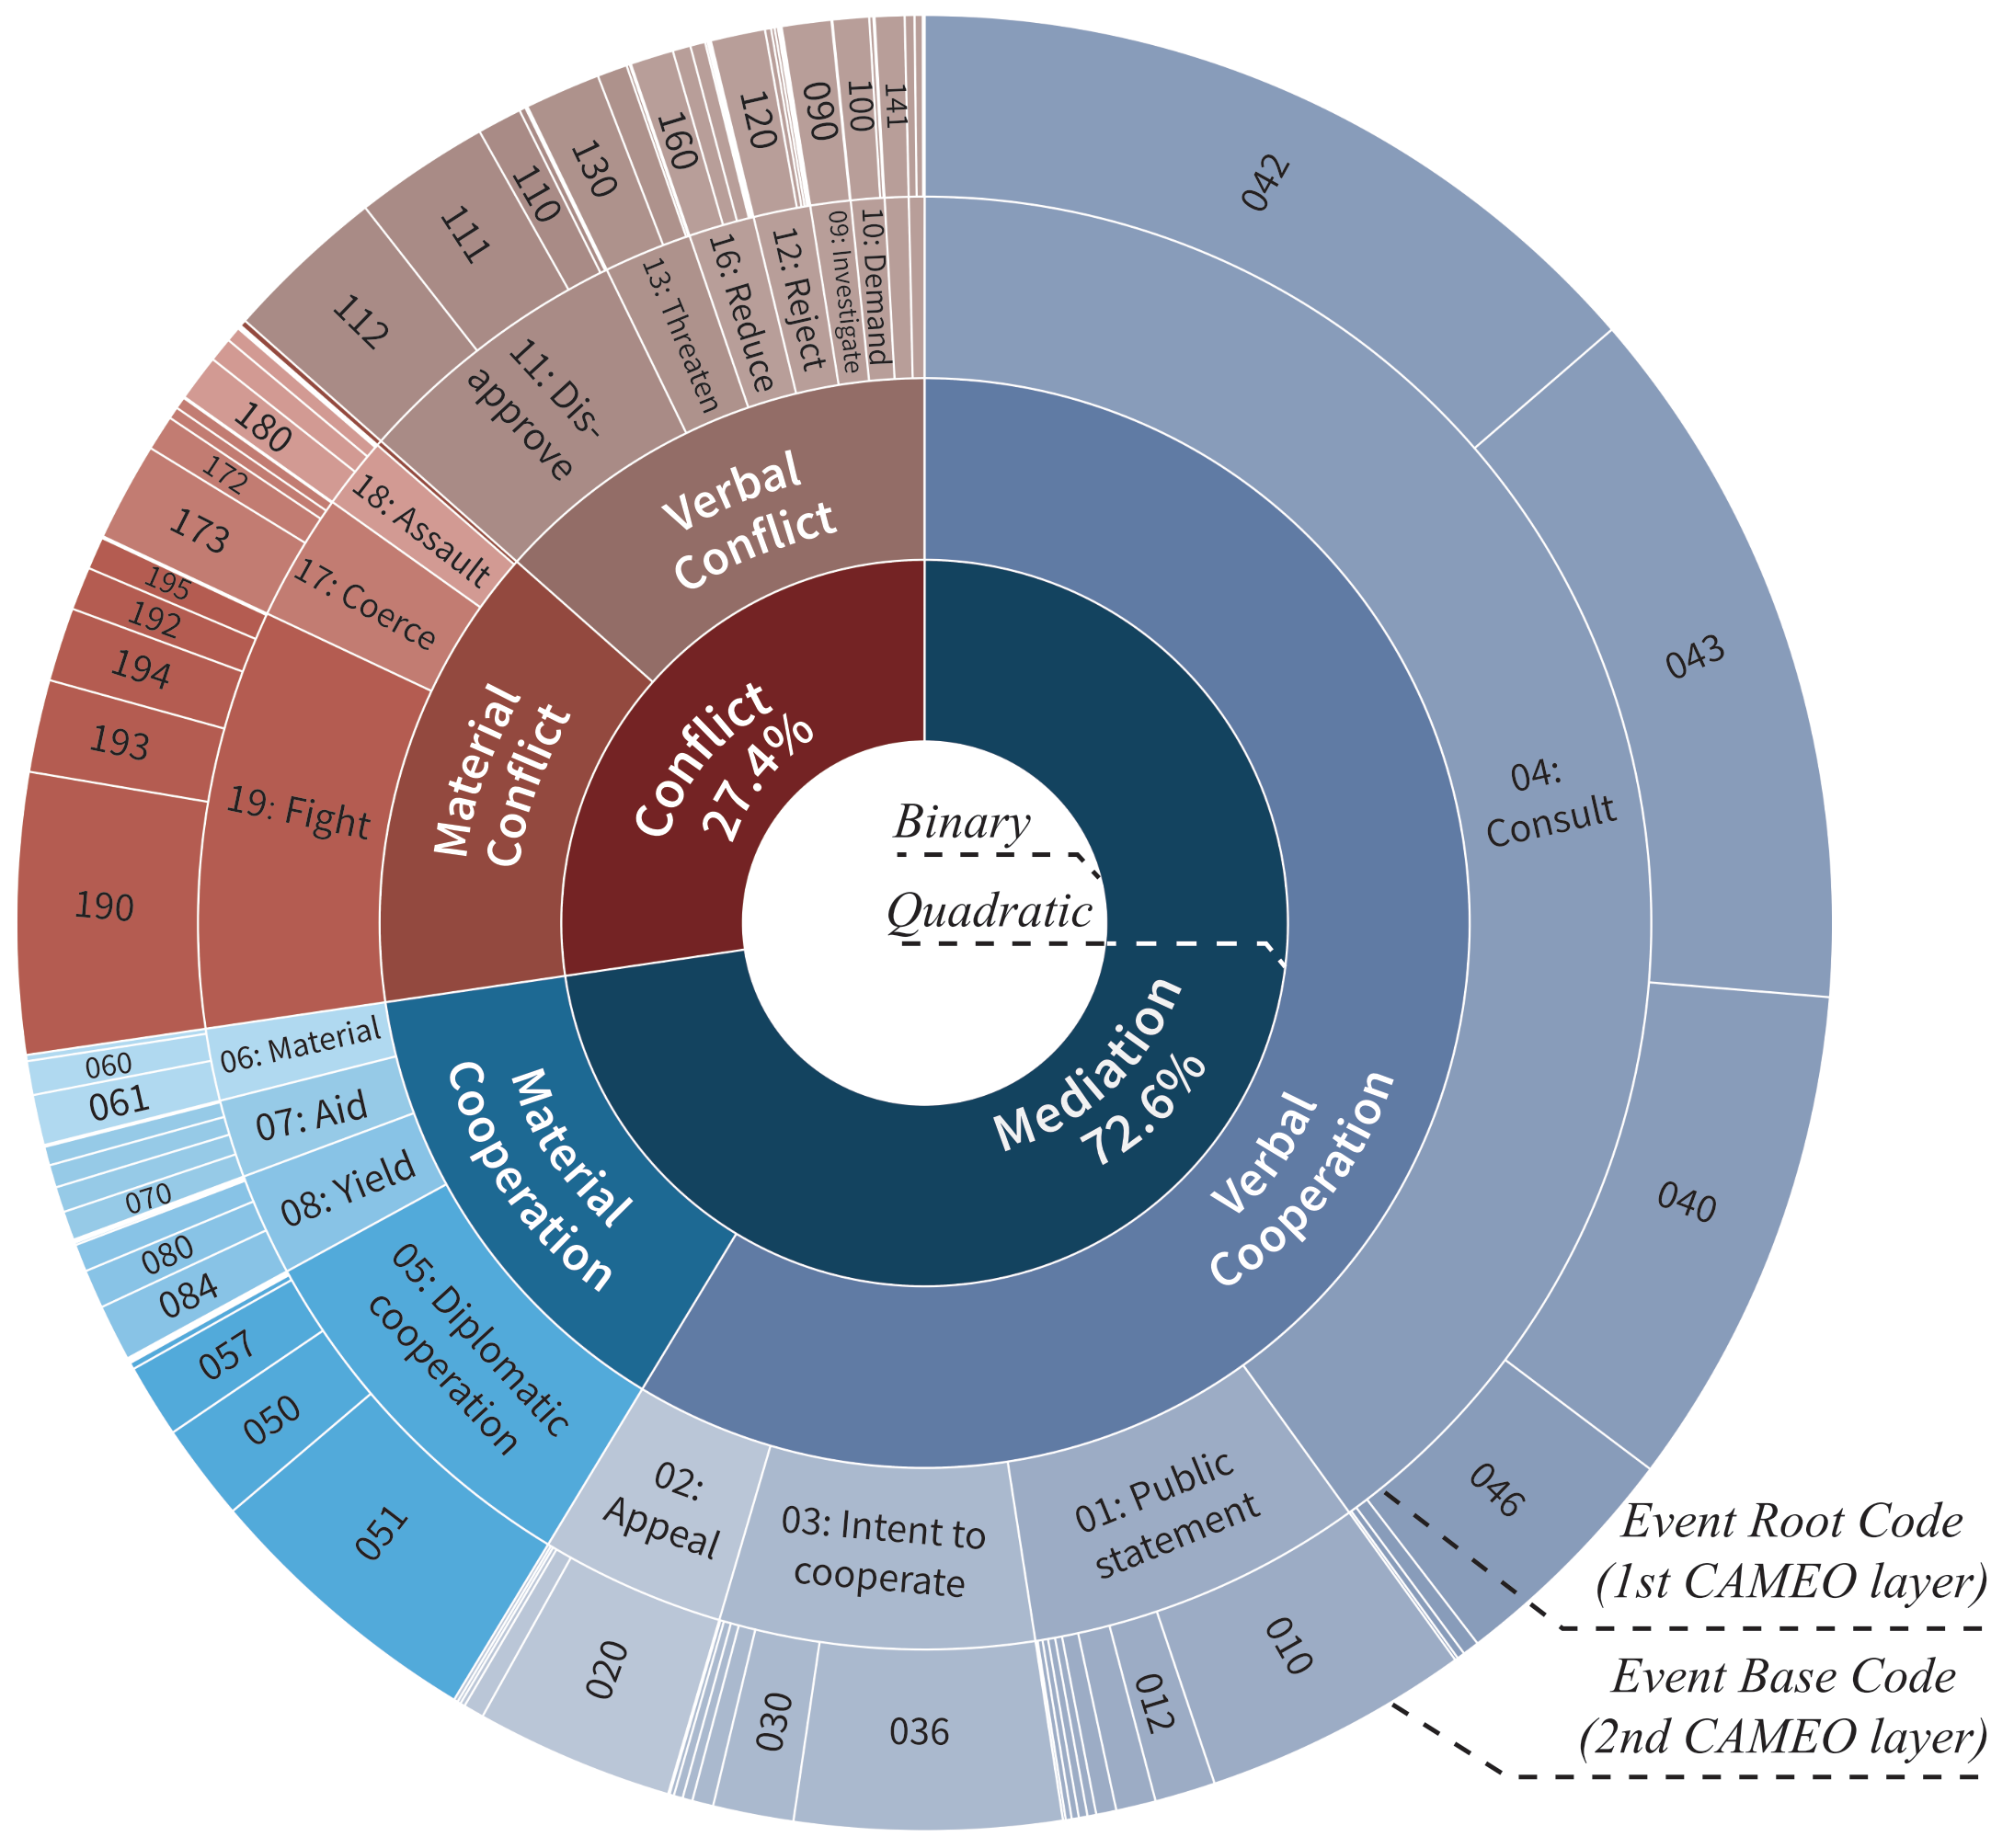 Binary
Quadratic
Conflict
27.4%
Mediation
72.6%
Verbal
Conflict
Material
Conflict
Material
Cooperation
Verbal
Cooperation
04:
Consult
01: Public
statement
03: Intent to
cooperate
02:
Appeal
05: Diplomatic
cooperation
08: Yield
07: Aid
06: Material
19: Fight
17: Coerce
18: Assault
11: Dis-
approve
13: Threaten
16: Reduce
12: Reject
09: Investigate
10: Demand
042
043
040
046
010
012
036
030
020
051
050
057
084
080
070
061
060
190
193
194
192
195
173
172
180
112
111
110
130
160
120
090
100
141
Event Root Code
(1st CAMEO layer)
Event Base Code
(2nd CAMEO layer)